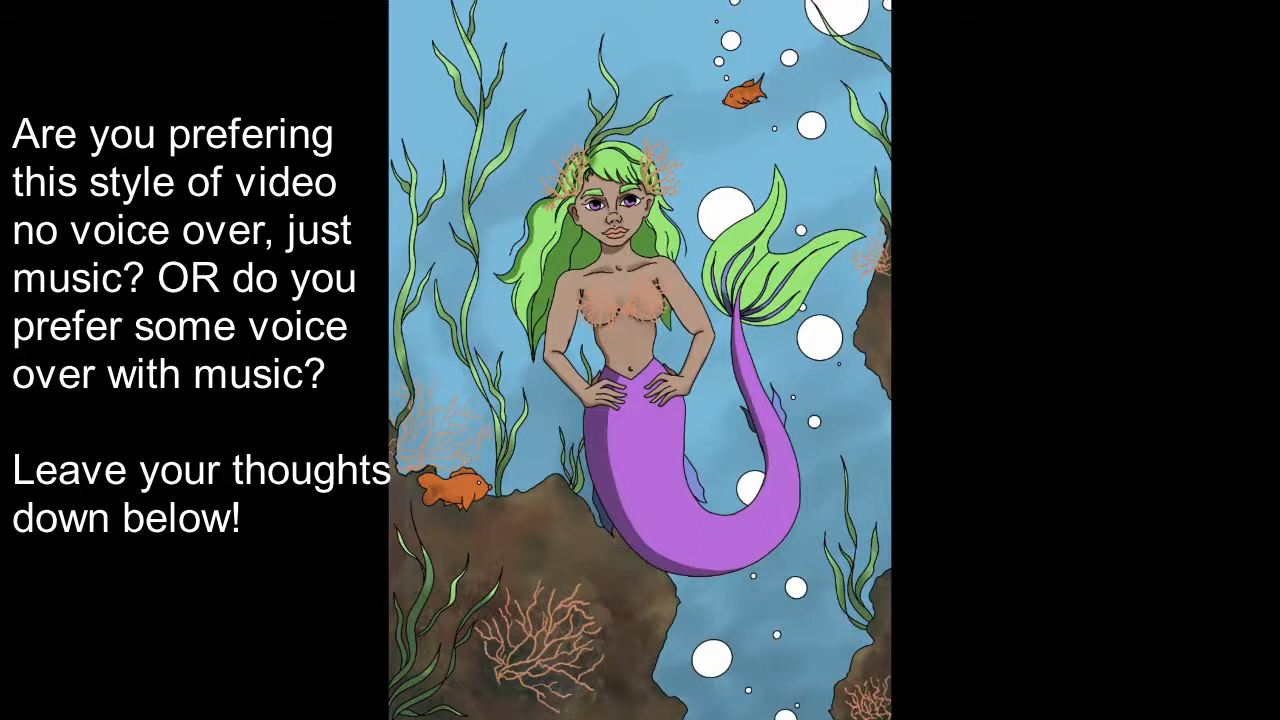 Are you prefering
this style of video
no voice over, just
music? OR do you
prefer some voice
over with music?
Leave your thoughts
down below!